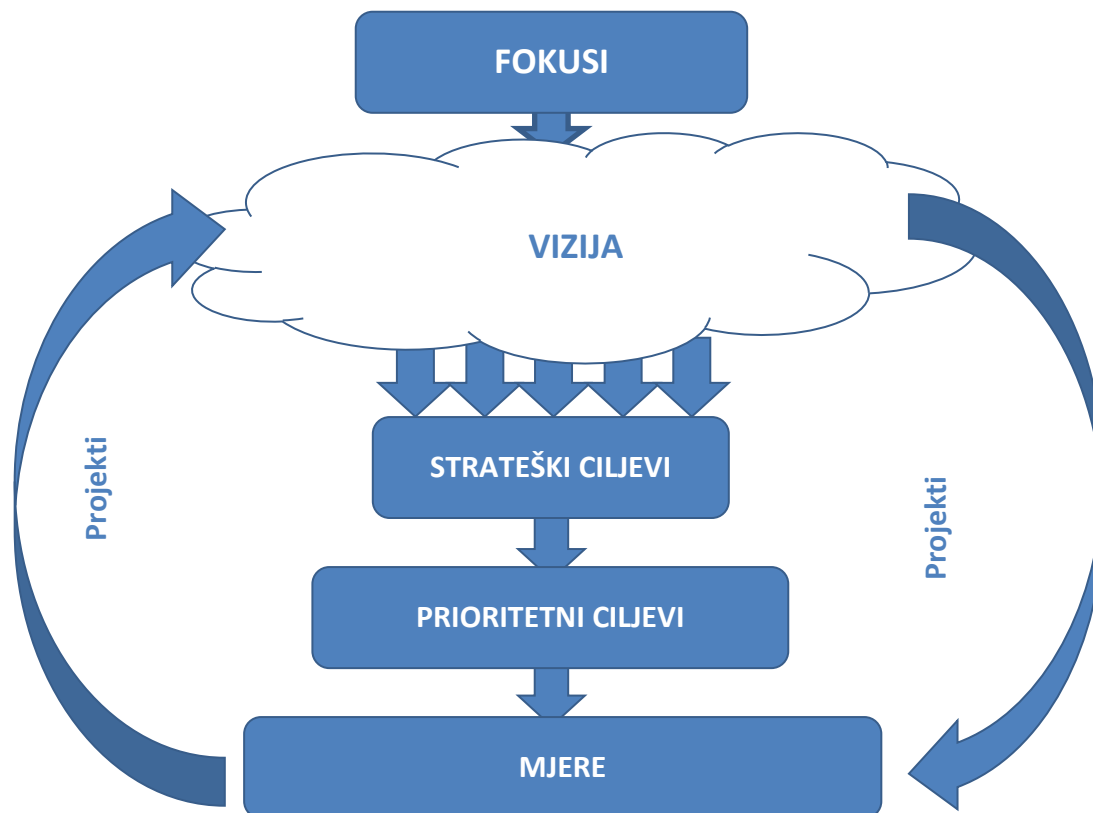 FOKUSI
VIZIJA
STRATEŠKI CILJEVI
Projekti
Projekti
PRIORITETNI CILJEVI
MJERE